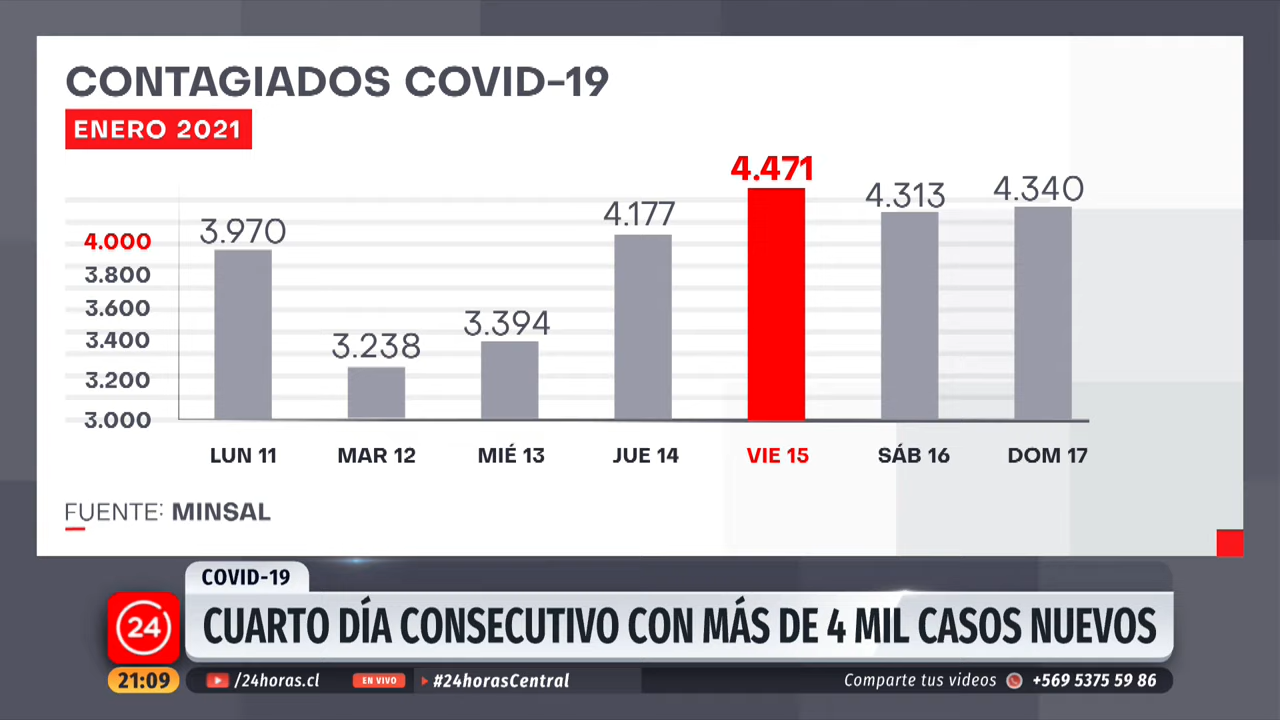 CONTAGIADOS COVID-19
ENERO 2021
4.471
4.313
4.340
4.177
3.970
4.000
3.800
3.600
3.400
3.394
3.238
3.200
3.000
LUN 11 MAR 12 MIÉ 13 JUE 14 VIE 15 SÁB 16 DOM 17
FUENTE: MINSAL
COVID-19
24
CUARTO DÍA CONSECUTIVO CON MÁS DE 4 MIL CASOS NUEVOS
21:09
/24horas.cl EN VIVO #24horasCentral Comparte tus videos +569 5375 59 86